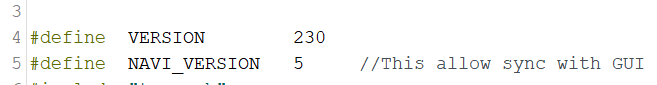 3
4 #define VERSION 230
5 #define NAVI_VERSION 5 //This allow sync with GUI